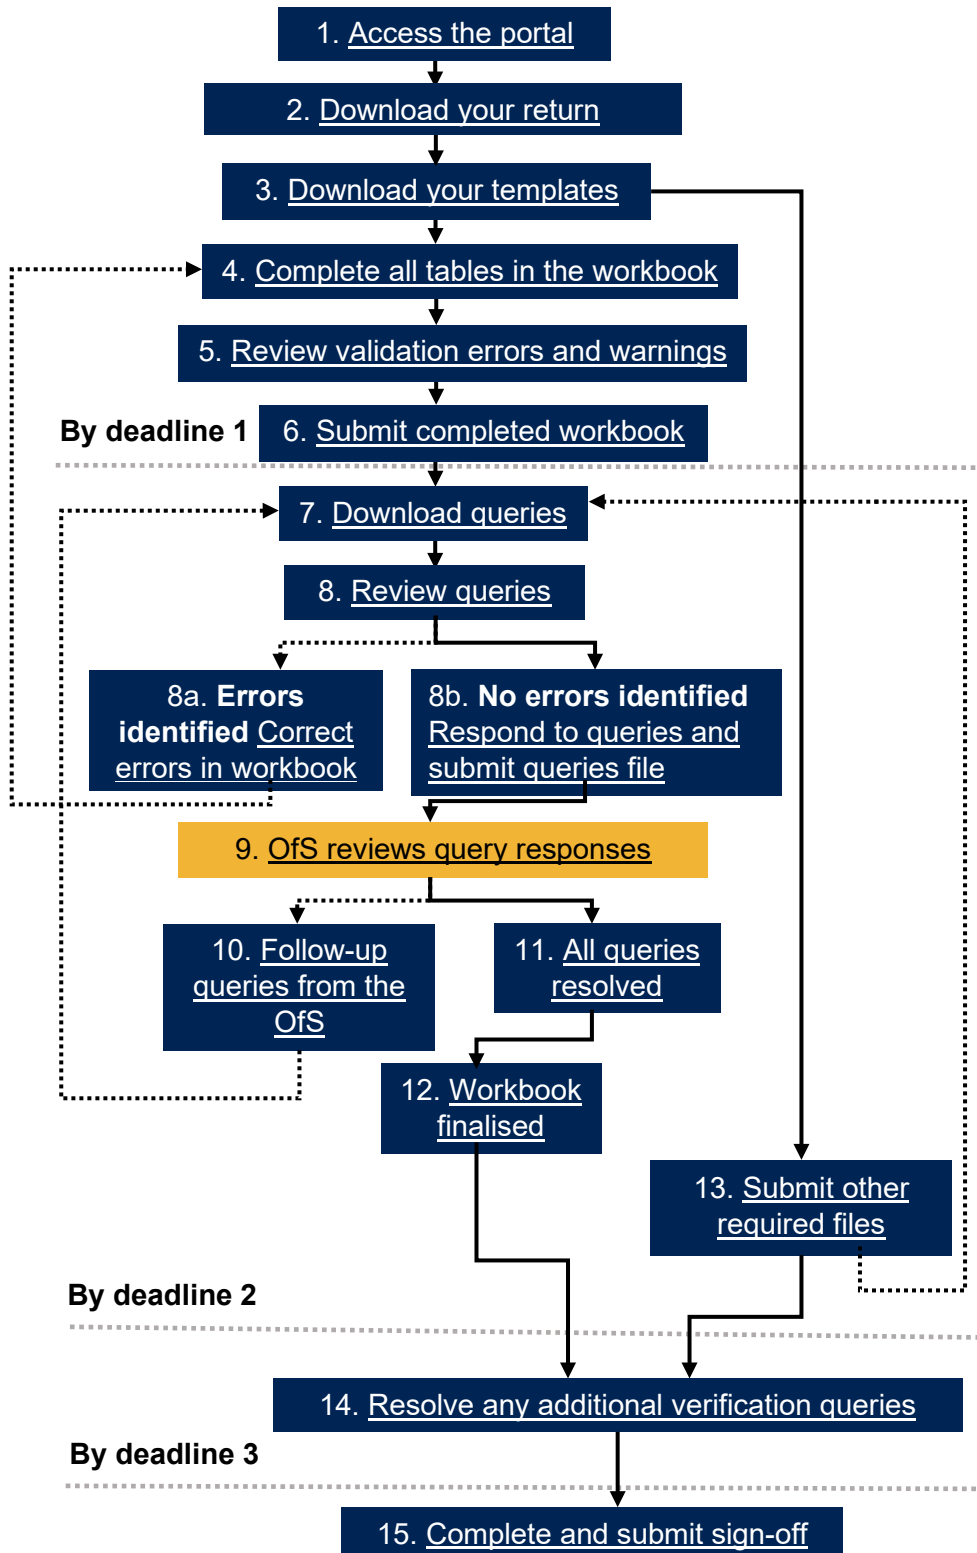 1. Access the portal
2. Download your return
3. Download your templates
4. Complete all tables in the workbook
5. Review validation errors and warnings
By deadline 1
6. Submit completed workbook
7. Download queries
8. Review queries
8a. Errors
identified Correct
errors in workbook
8b. No errors identified
Respond to queries and
submit queries file
9. OfS reviews query responses
10. Follow-up
queries from the
OfS
11. All queries
resolved
12. Workbook
finalised
13. Submit other
required files
By deadline 2
14. Resolve any additional verification queries
By deadline 3
15. Complete and submit sign-off